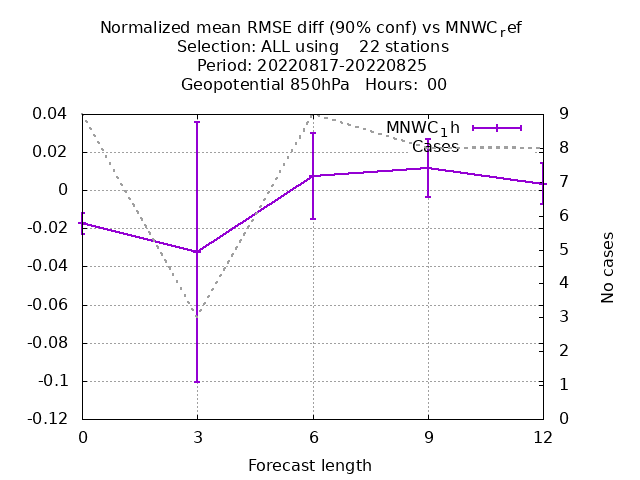 Normalized mean RMSE diff (90% conf) vs MNWC_ref
Selection: ALL using    22 stations
Period: 20220817-20220825
Geopotential 850hPa   Hours:  00
MNWC_1h
Cases
0.04
0.02
0
-0.02
-0.04
-0.06
-0.08
-0.1
-0.12
9
8
7
6
5
4
3
2
1
0
No cases
0 3 6 9 12
Forecast length